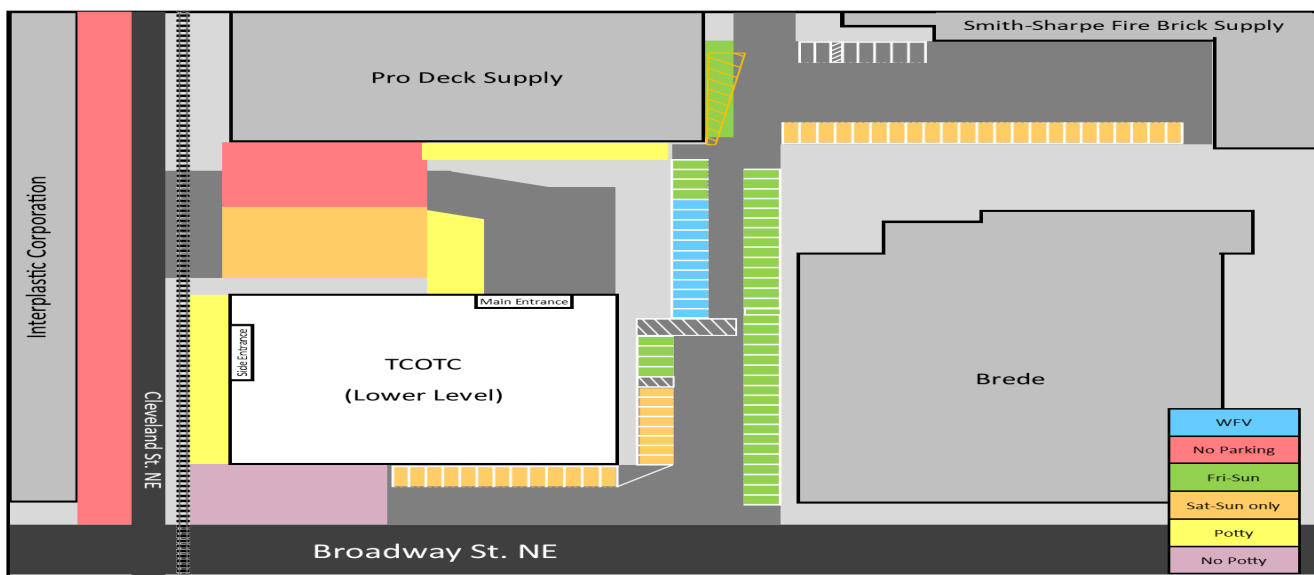 Smith-Sharpe Fire Brick Supply
Pro Deck Supply
Interplastic Corporation
Main Entrance
Side Entrance
TCOTC
(Lower Level)
Brede
Cleveland St. NE
WFV
No Parking
Fri-Sun
Sat-Sun only
Potty
No Potty
Broadway St. NE